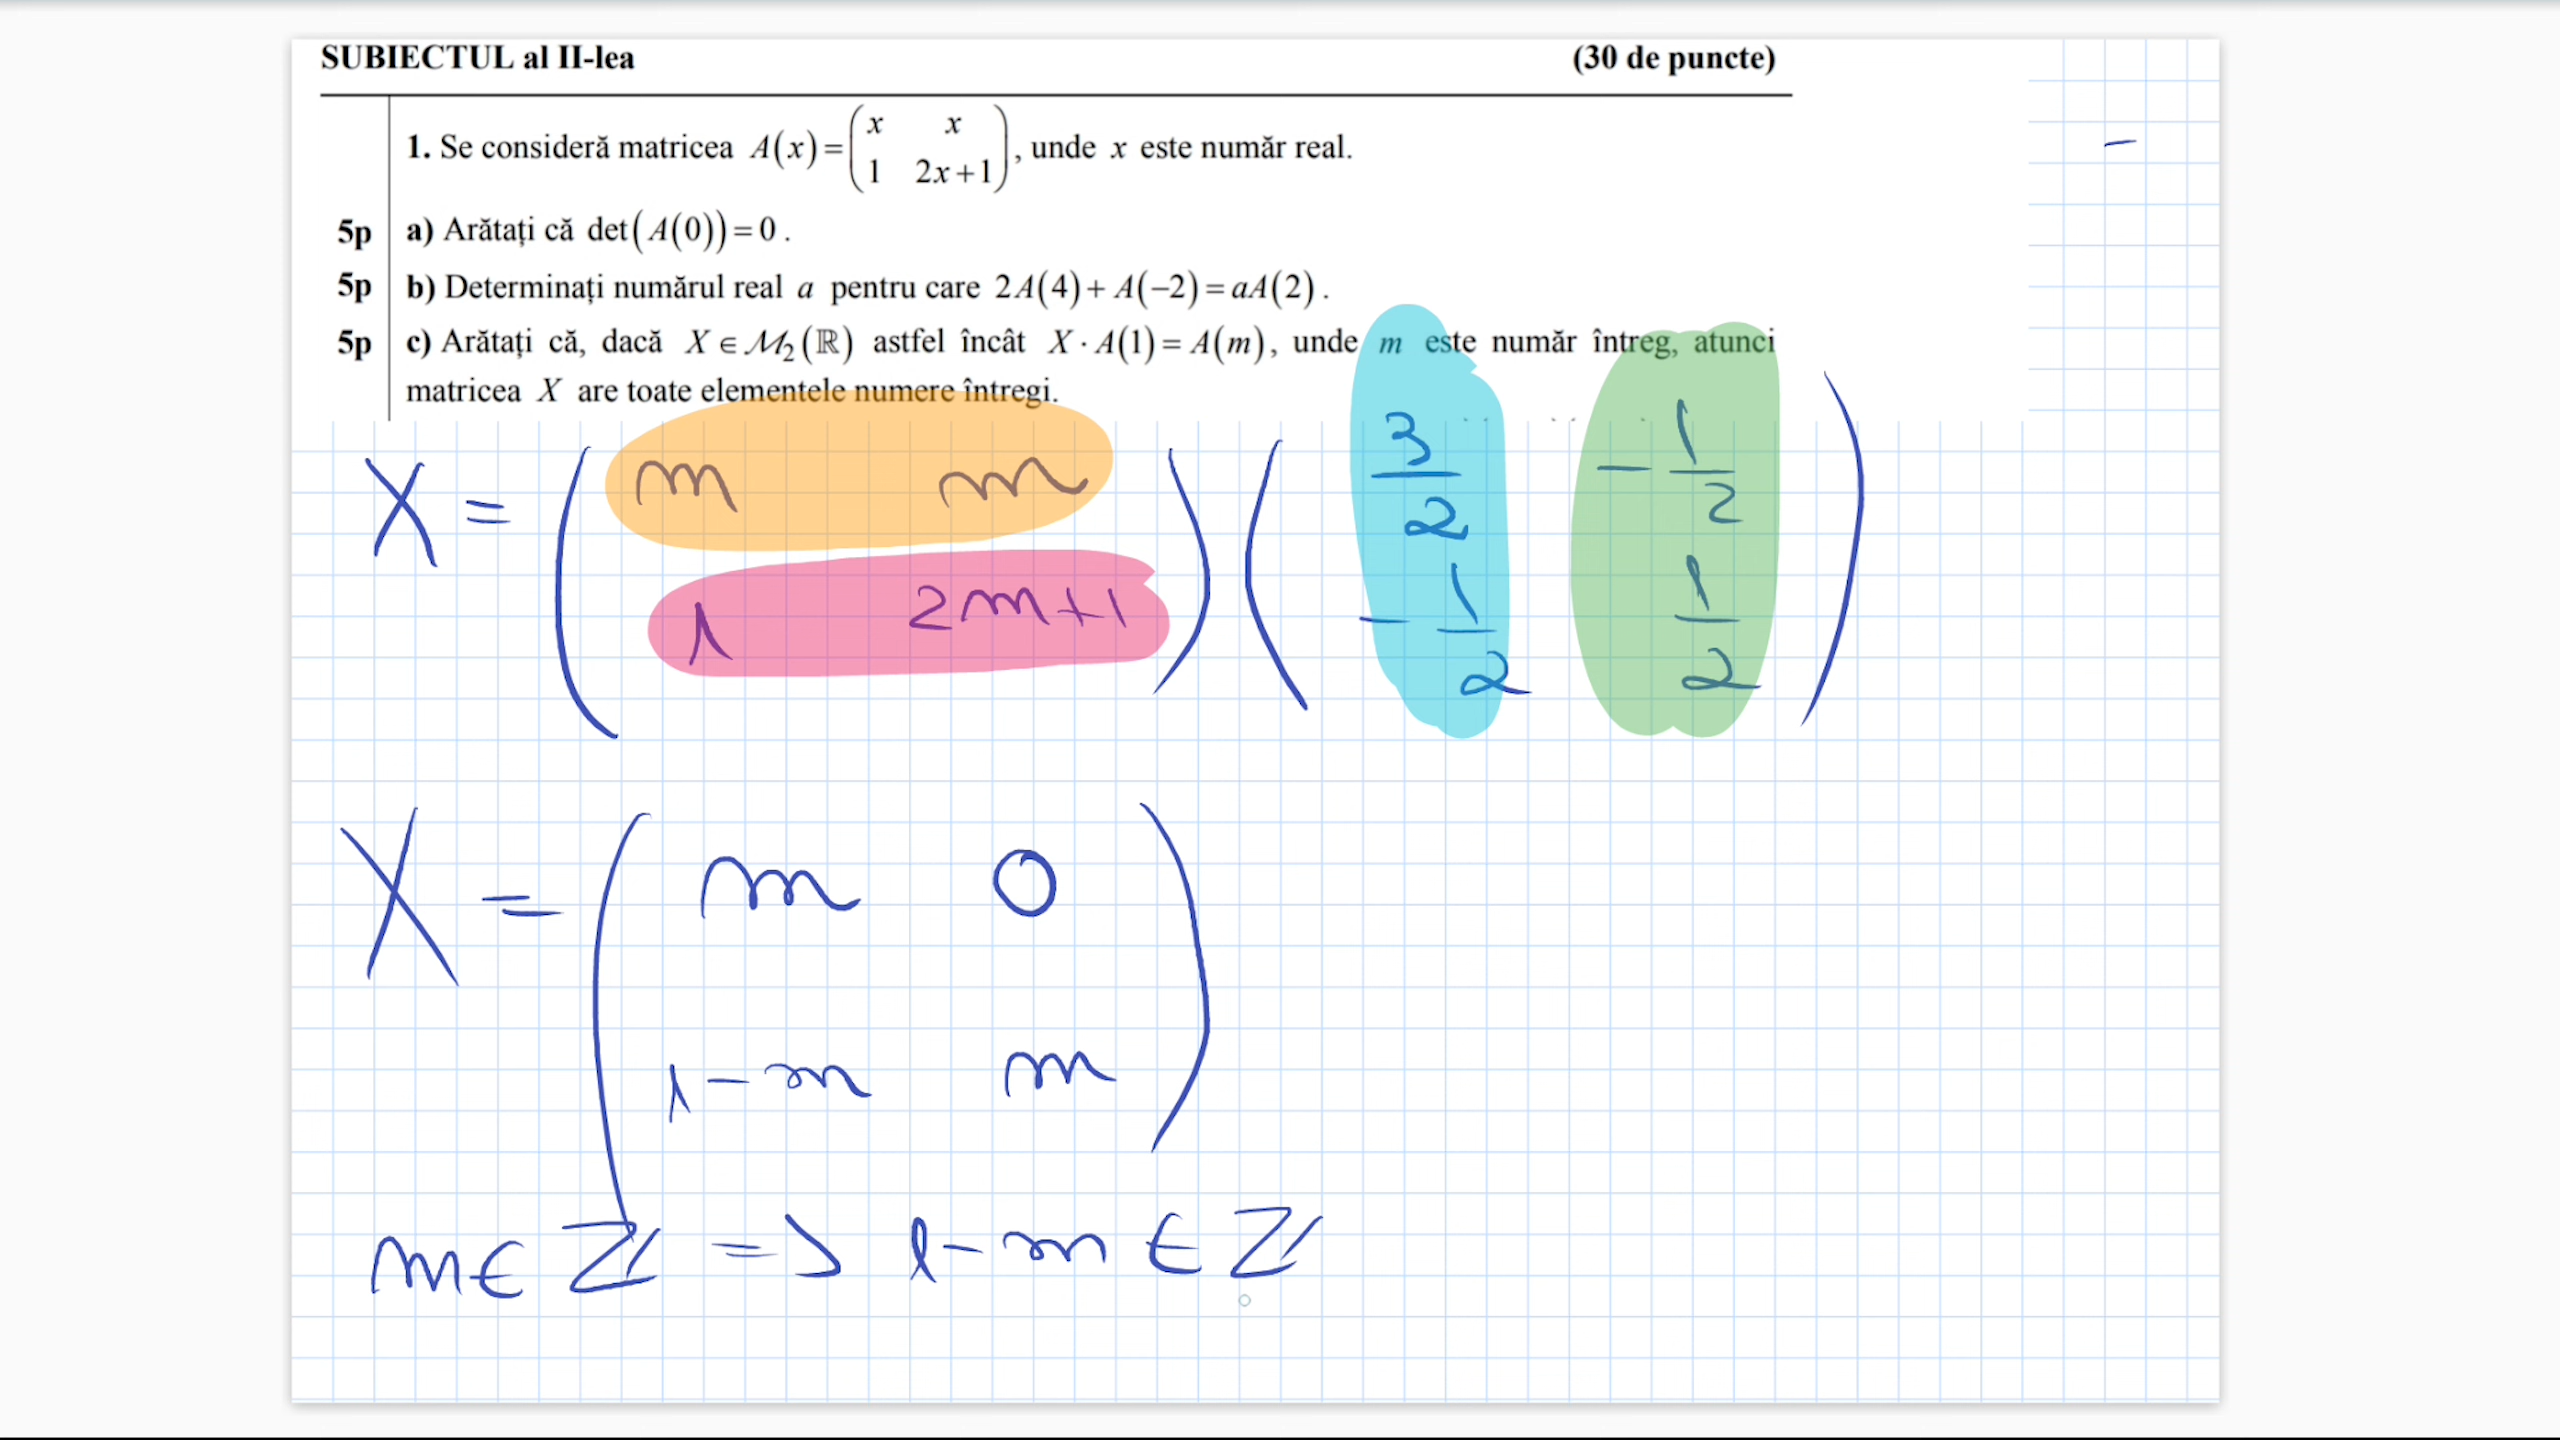 SUBIECTUL al II-lea (30 de puncte)
1. Se consideră matricea A(x) = ( x x ; 1 2x+1 ), unde x este număr real.
5p a) Arătați că det(A(0)) = 0.
5p b) Determinați numărul real a pentru care 2A(4) + A(−2) = aA(2).
5p c) Arătați că, dacă X ∈ M₂(ℝ) astfel încât X · A(1) = A(m), unde m este număr întreg, atunci
matricea X are toate elementele numere întregi.
X = ( m m ; 1 2m+1 ) ( 3/2 −1/2 ; −1/2 1/2 )
X = ( m 0 ; 1−m m )
m ∈ ℤ => 1−m ∈ ℤ